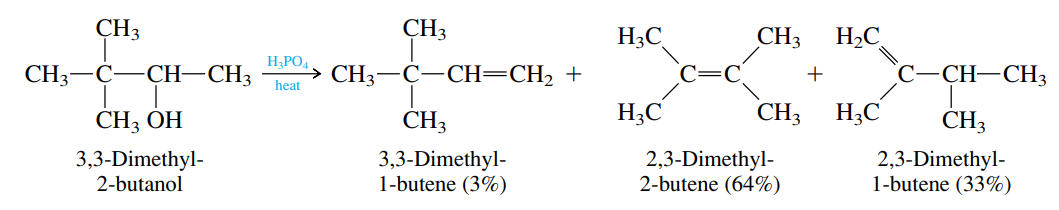 CH₃ CH₃ H₃C CH₃ H₂C
CH₃—C—CH—CH₃ H₃PO₄ heat CH₃—C—CH=CH₂ + C=C + C—CH—CH₃
CH₃ OH CH₃ H₃C CH₃ H₃C CH₃
3,3-Dimethyl-
2-butanol
3,3-Dimethyl-
1-butene (3%)
2,3-Dimethyl-
2-butene (64%)
2,3-Dimethyl-
1-butene (33%)